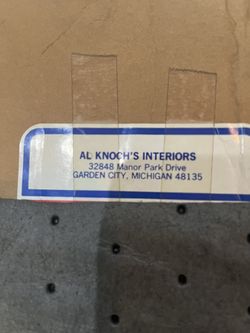 AL KNOCH'S INTERIORS
32848 Manor Park Drive
GARDEN CITY, MICHIGAN 48135